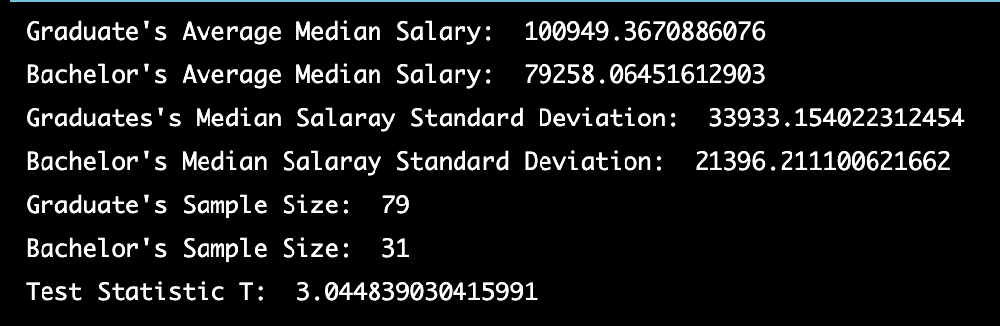 Graduate's Average Median Salary:  100949.3670886076
Bachelor's Average Median Salary:  79258.06451612903
Graduates's Median Salaray Standard Deviation:  33933.154022312454
Bachelor's Median Salaray Standard Deviation:  21396.211100621662
Graduate's Sample Size:  79
Bachelor's Sample Size:  31
Test Statistic T:  3.044839030415991